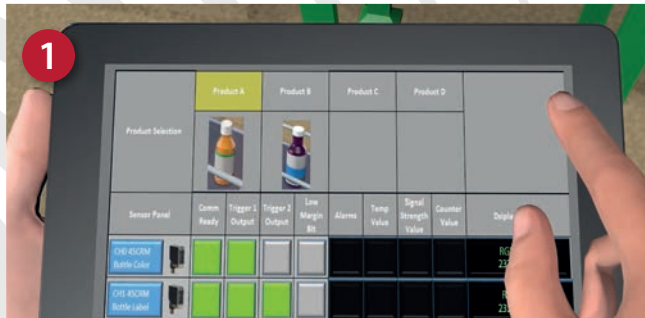 1
Product A
Product B
Product C
Product D
Product Selection
Sensor Panel
Comm
Ready
Trigger 1
Output
Trigger 2
Output
Low
Margin
Bit
Alarms
Temp
Value
Signal
Strength
Value
Counter
Value
CH0 45CRM
Bottle Color
CH1 45CRM
Bottle Label